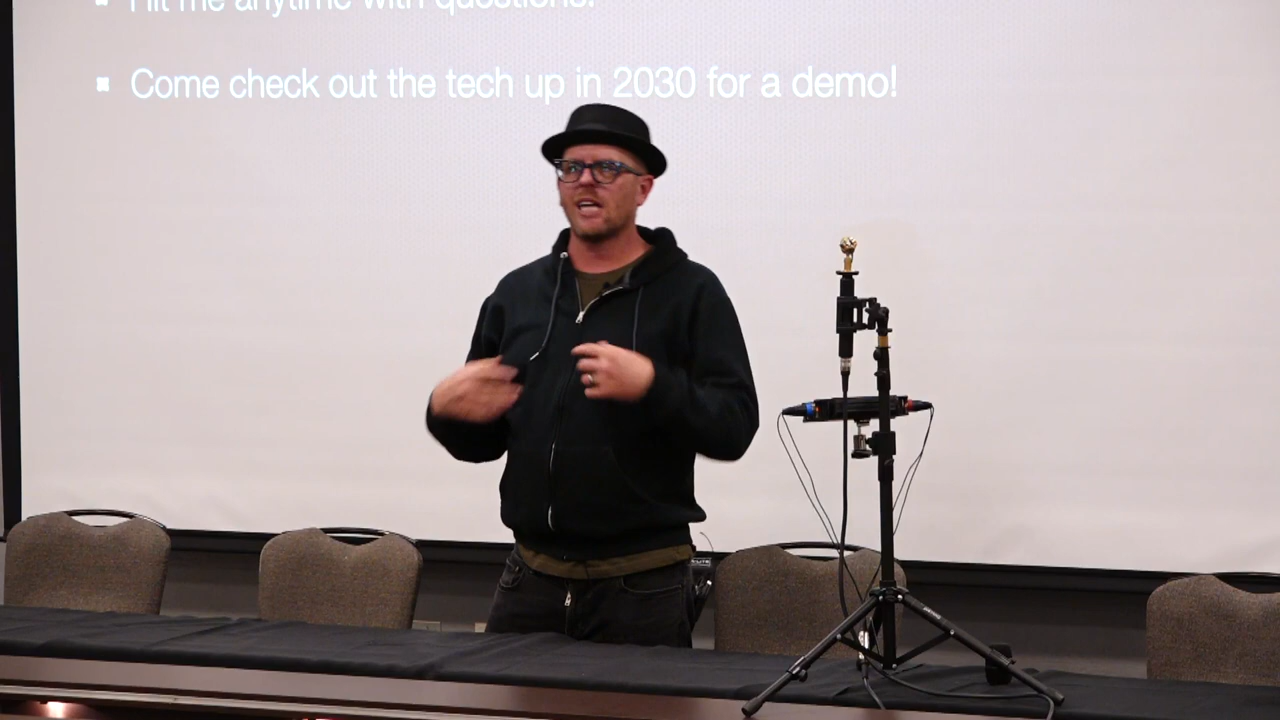 Hit me anytime with questions.
Come check out the tech up in 2030 for a demo!